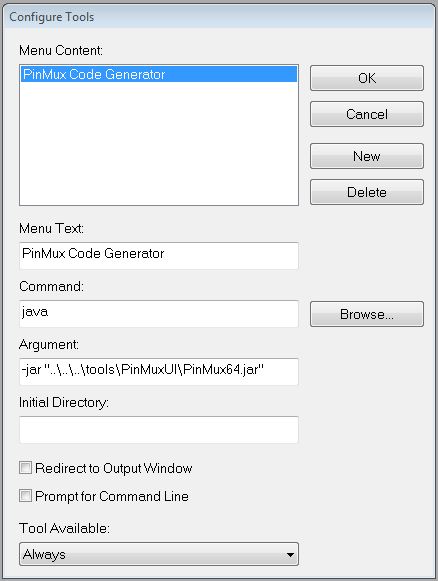 Configure Tools
Menu Content:
PinMux Code Generator
OK
Cancel
New
Delete
Menu Text:
PinMux Code Generator
Command:
java
Browse...
Argument:
-jar "..\..\..\tools\PinMuxUI\PinMux64.jar"
Initial Directory:
Redirect to Output Window
Prompt for Command Line
Tool Available:
Always